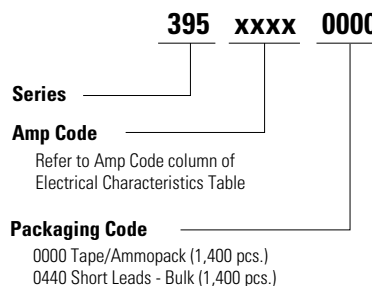 395 xxxx 0000
Series
Amp Code
Refer to Amp Code column of
Electrical Characteristics Table
Packaging Code
0000 Tape/Ammopack (1,400 pcs.)
0440 Short Leads - Bulk (1,400 pcs.)